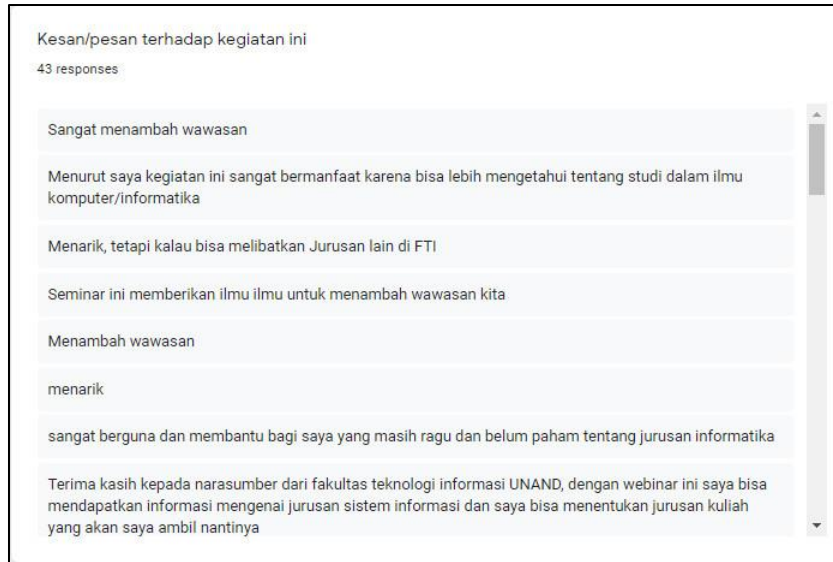 Kesan/pesan terhadap kegiatan ini
43 responses
Sangat menambah wawasan
Menurut saya kegiatan ini sangat bermanfaat karena bisa lebih mengetahui tentang studi dalam ilmu
komputer/informatika
Menarik, tetapi kalau bisa melibatkan Jurusan lain di FTI
Seminar ini memberikan ilmu ilmu untuk menambah wawasan kita
Menambah wawasan
menarik
sangat berguna dan membantu bagi saya yang masih ragu dan belum paham tentang jurusan informatika
Terima kasih kepada narasumber dari fakultas teknologi informasi UNAND, dengan webinar ini saya bisa
mendapatkan informasi mengenai jurusan sistem informasi dan saya bisa menentukan jurusan kuliah
yang akan saya ambil nantinya